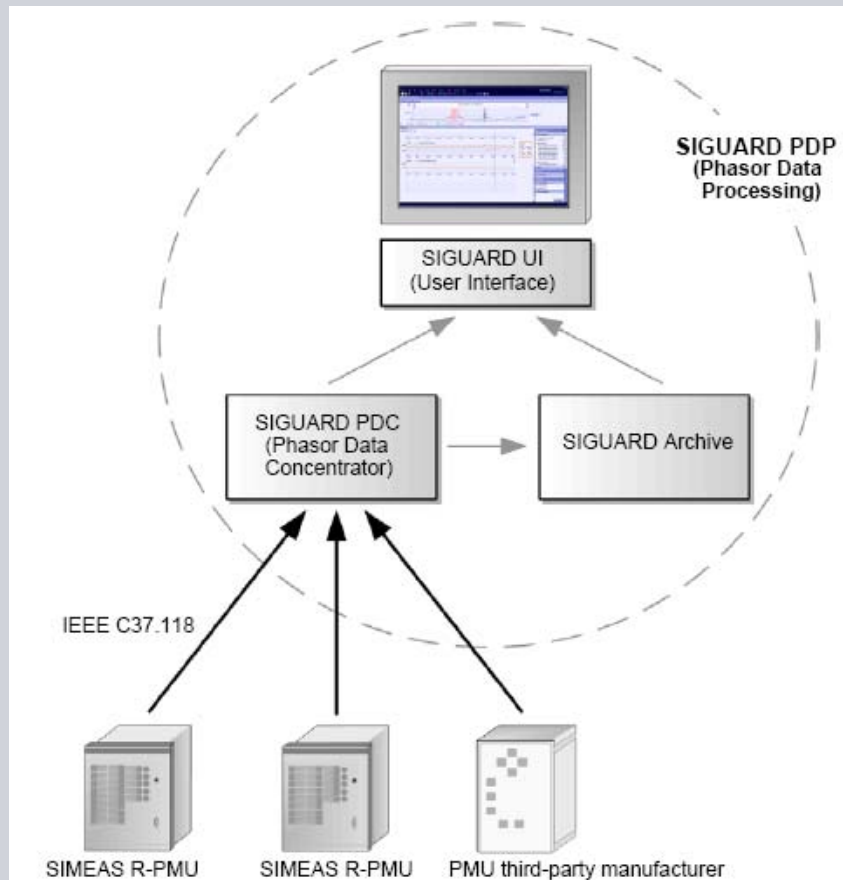 SIGUARD PDP
(Phasor Data
Processing)
SIGUARD UI
(User Interface)
SIGUARD PDC
(Phasor Data
Concentrator)
SIGUARD Archive
IEEE C37.118
SIMEAS R-PMU
SIMEAS R-PMU
PMU third-party manufacturer